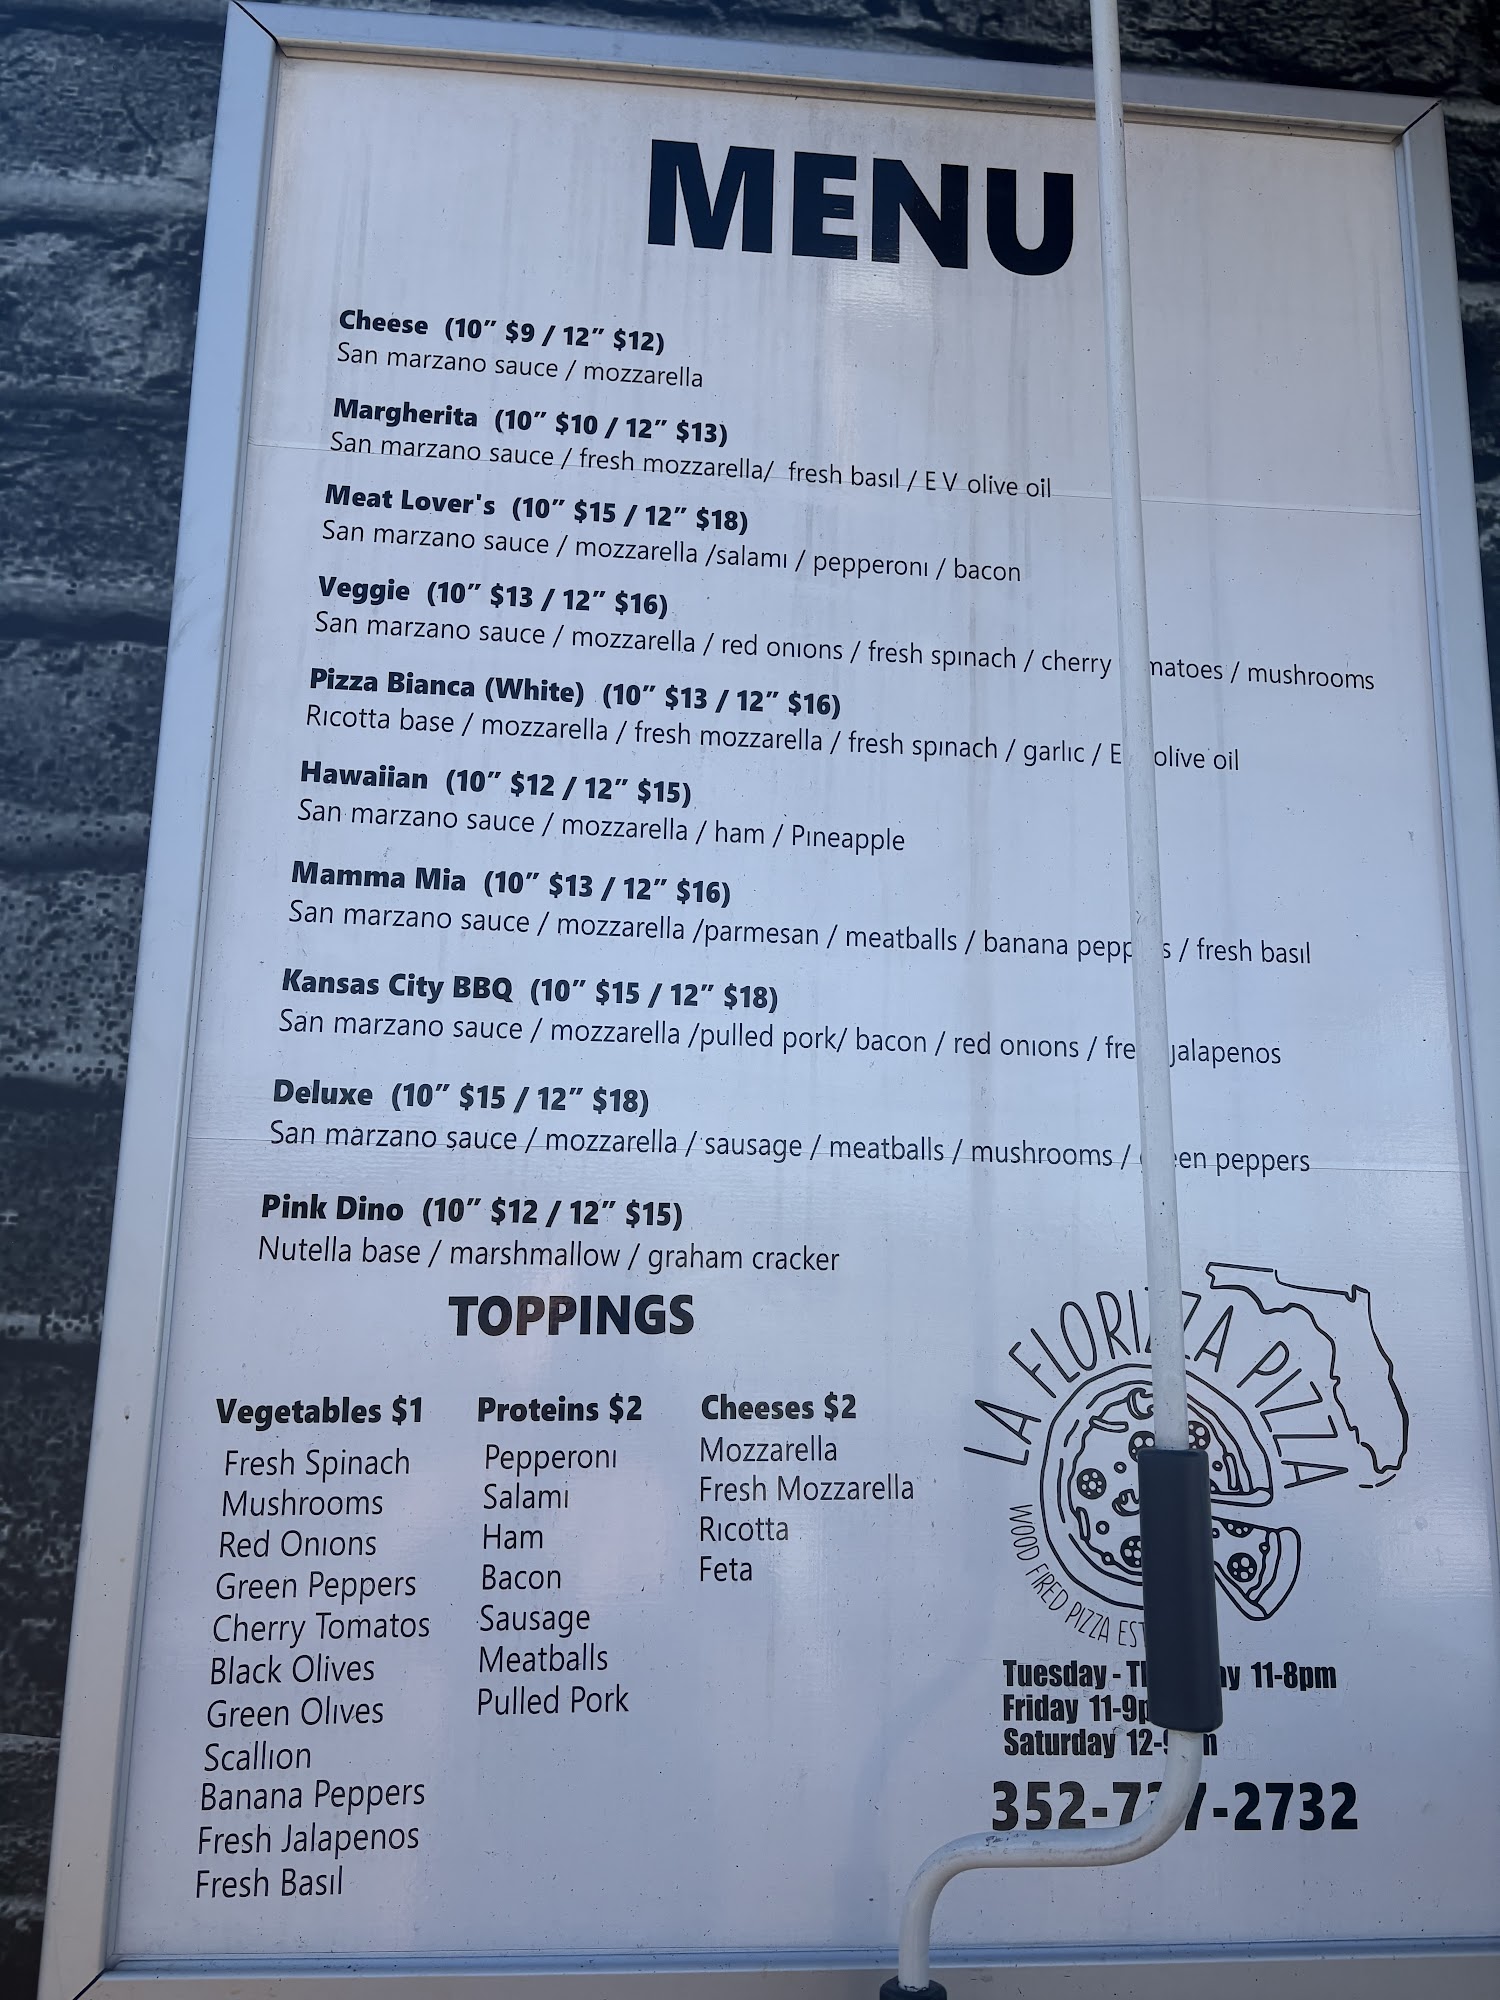 MENU
Cheese (10" $9 / 12" $12)
San marzano sauce / mozzarella
Margherita (10" $10 / 12" $13)
San marzano sauce / fresh mozzarella/ fresh basil / E V olive oil
Meat Lover's (10" $15 / 12" $18)
San marzano sauce / mozzarella /salami / pepperoni / bacon
Veggie (10" $13 / 12" $16)
San marzano sauce / mozzarella / red onions / fresh spinach / cherry matoes / mushrooms
Pizza Bianca (White) (10" $13 / 12" $16)
Ricotta base / mozzarella / fresh mozzarella / fresh spinach / garlic / E olive oil
Hawaiian (10" $12 / 12" $15)
San marzano sauce / mozzarella / ham / Pineapple
Mamma Mia (10" $13 / 12" $16)
San marzano sauce / mozzarella /parmesan / meatballs / banana pepp s / fresh basil
Kansas City BBQ (10" $15 / 12" $18)
San marzano sauce / mozzarella /pulled pork/ bacon / red onions / fre jalapenos
Deluxe (10" $15 / 12" $18)
San marzano sauce / mozzarella / sausage / meatballs / mushrooms / een peppers
Pink Dino (10" $12 / 12" $15)
Nutella base / marshmallow / graham cracker
TOPPINGS
Vegetables $1
Fresh Spinach
Mushrooms
Red Onions
Green Peppers
Cherry Tomatos
Black Olives
Green Olives
Scallion
Banana Peppers
Fresh Jalapenos
Fresh Basil
Proteins $2
Pepperoni
Salami
Ham
Bacon
Sausage
Meatballs
Pulled Pork
Cheeses $2
Mozzarella
Fresh Mozzarella
Ricotta
Feta
LA FLORIZZA PIZZA
WOOD FIRED PIZZA EST
Tuesday - Th ay 11-8pm
Friday 11-9p
Saturday 12-9 m
352-7 7-2732